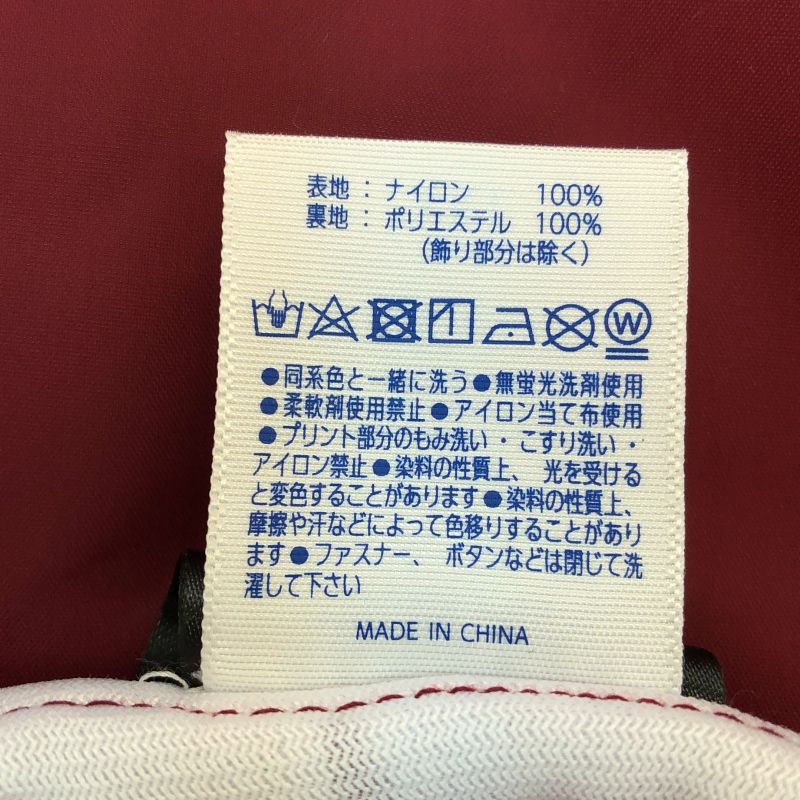 表地：ナイロン 100%
裏地：ポリエステル 100%
(飾り部分は除く)
W
●同系色と一緒に洗う●無蛍光洗剤使用
●柔軟剤使用禁止●アイロン当て布使用
●プリント部分のもみ洗い・こすり洗い・
アイロン禁止●染料の性質上、光を受ける
と変色することがあります●染料の性質上、
摩擦や汗などによって色移りすることがあり
ます●ファスナー、ボタンなどは閉じて洗
濯して下さい
MADE IN CHINA